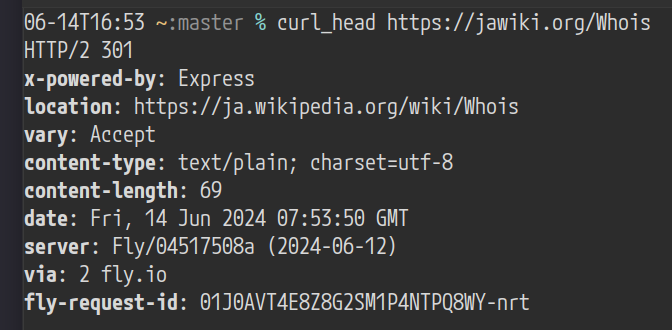 06-14T16:53 ~:master % curl_head https://jawiki.org/Whois
HTTP/2 301
x-powered-by: Express
location: https://ja.wikipedia.org/wiki/Whois
vary: Accept
content-type: text/plain; charset=utf-8
content-length: 69
date: Fri, 14 Jun 2024 07:53:50 GMT
server: Fly/04517508a (2024-06-12)
via: 2 fly.io
fly-request-id: 01J0AVT4E8Z8G2SM1P4NTPQ8WY-nrt